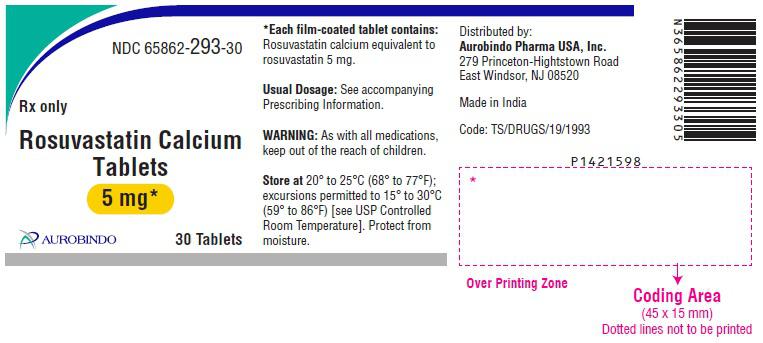 NDC 65862-293-30
Rx only
Rosuvastatin Calcium
Tablets
5 mg*
AUROBINDO
30 Tablets
*Each film-coated tablet contains:
Rosuvastatin calcium equivalent to
rosuvastatin 5 mg.
Usual Dosage: See accompanying
Prescribing Information.
WARNING: As with all medications,
keep out of the reach of children.
Store at 20° to 25°C (68° to 77°F);
excursions permitted to 15° to 30°C
(59° to 86°F) [see USP Controlled
Room Temperature]. Protect from
moisture.
Distributed by:
Aurobindo Pharma USA, Inc.
279 Princeton-Hightstown Road
East Windsor, NJ 08520
Made in India
Code: TS/DRUGS/19/1993
N365862293305
P1421598
*
Over Printing Zone
Coding Area
(45 x 15 mm)
Dotted lines not to be printed